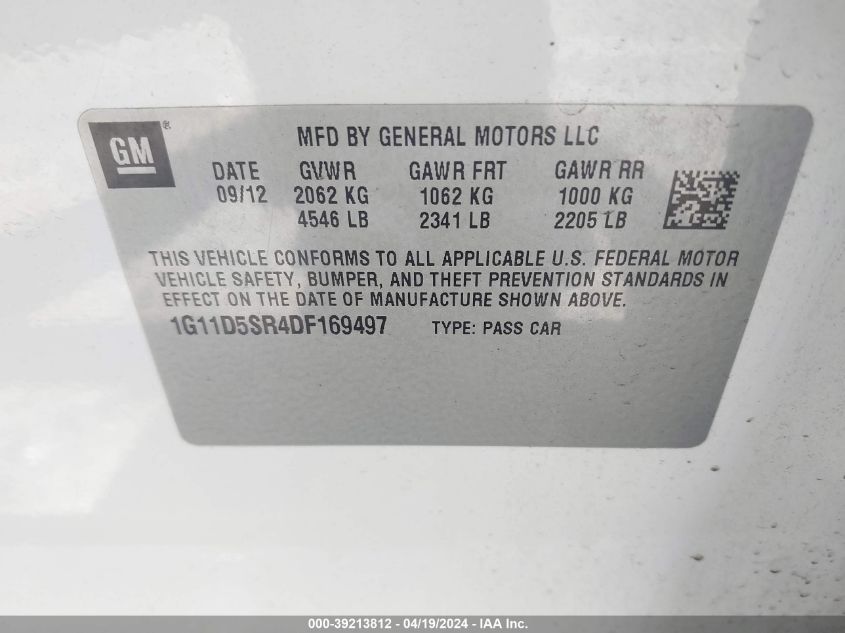 GM®
MFD BY GENERAL MOTORS LLC
DATE GVWR GAWR FRT GAWR RR
09/12 2062 KG 1062 KG 1000 KG
4546 LB 2341 LB 2205 LB
THIS VEHICLE CONFORMS TO ALL APPLICABLE U.S. FEDERAL MOTOR
VEHICLE SAFETY, BUMPER, AND THEFT PREVENTION STANDARDS IN
EFFECT ON THE DATE OF MANUFACTURE SHOWN ABOVE.
1G11D5SR4DF169497 TYPE: PASS CAR
000-39213812 - 04/19/2024 - IAA Inc.